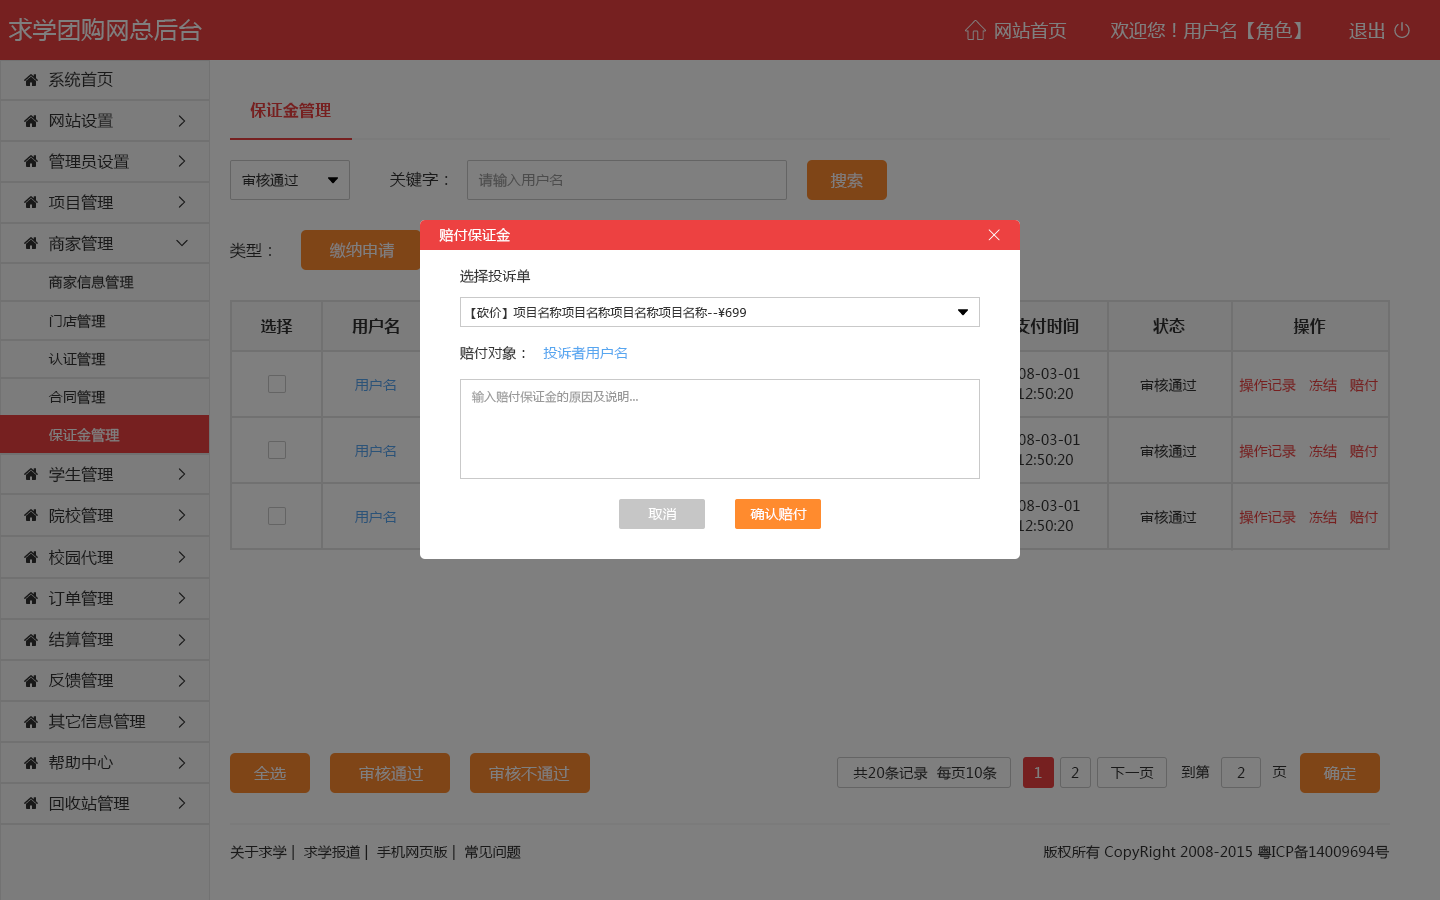 求学团购网总后台
网站首页 欢迎您！用户名【角色】 退出
系统首页
网站设置
管理员设置
项目管理
商家管理
商家信息管理
门店管理
认证管理
合同管理
保证金管理
学生管理
院校管理
校园代理
订单管理
结算管理
反馈管理
其它信息管理
帮助中心
回收站管理
保证金管理
审核通过 关键字： 请输入用户名 搜索
类型： 缴纳申请
赔付保证金
选择投诉单
【砍价】项目名称项目名称项目名称项目名称--¥699
赔付对象： 投诉者用户名
输入赔付保证金的原因及说明...
取消 确认赔付
选择 用户名 支付时间 状态 操作
用户名 08-03-01 12:50:20 审核通过 操作记录 冻结 赔付
用户名 08-03-01 12:50:20 审核通过 操作记录 冻结 赔付
用户名 08-03-01 12:50:20 审核通过 操作记录 冻结 赔付
全选 审核通过 审核不通过 共20条记录 每页10条 1 2 下一页 到第 2 页 确定
关于求学 | 求学报道 | 手机网页版 | 常见问题
版权所有 CopyRight 2008-2015 粤ICP备14009694号